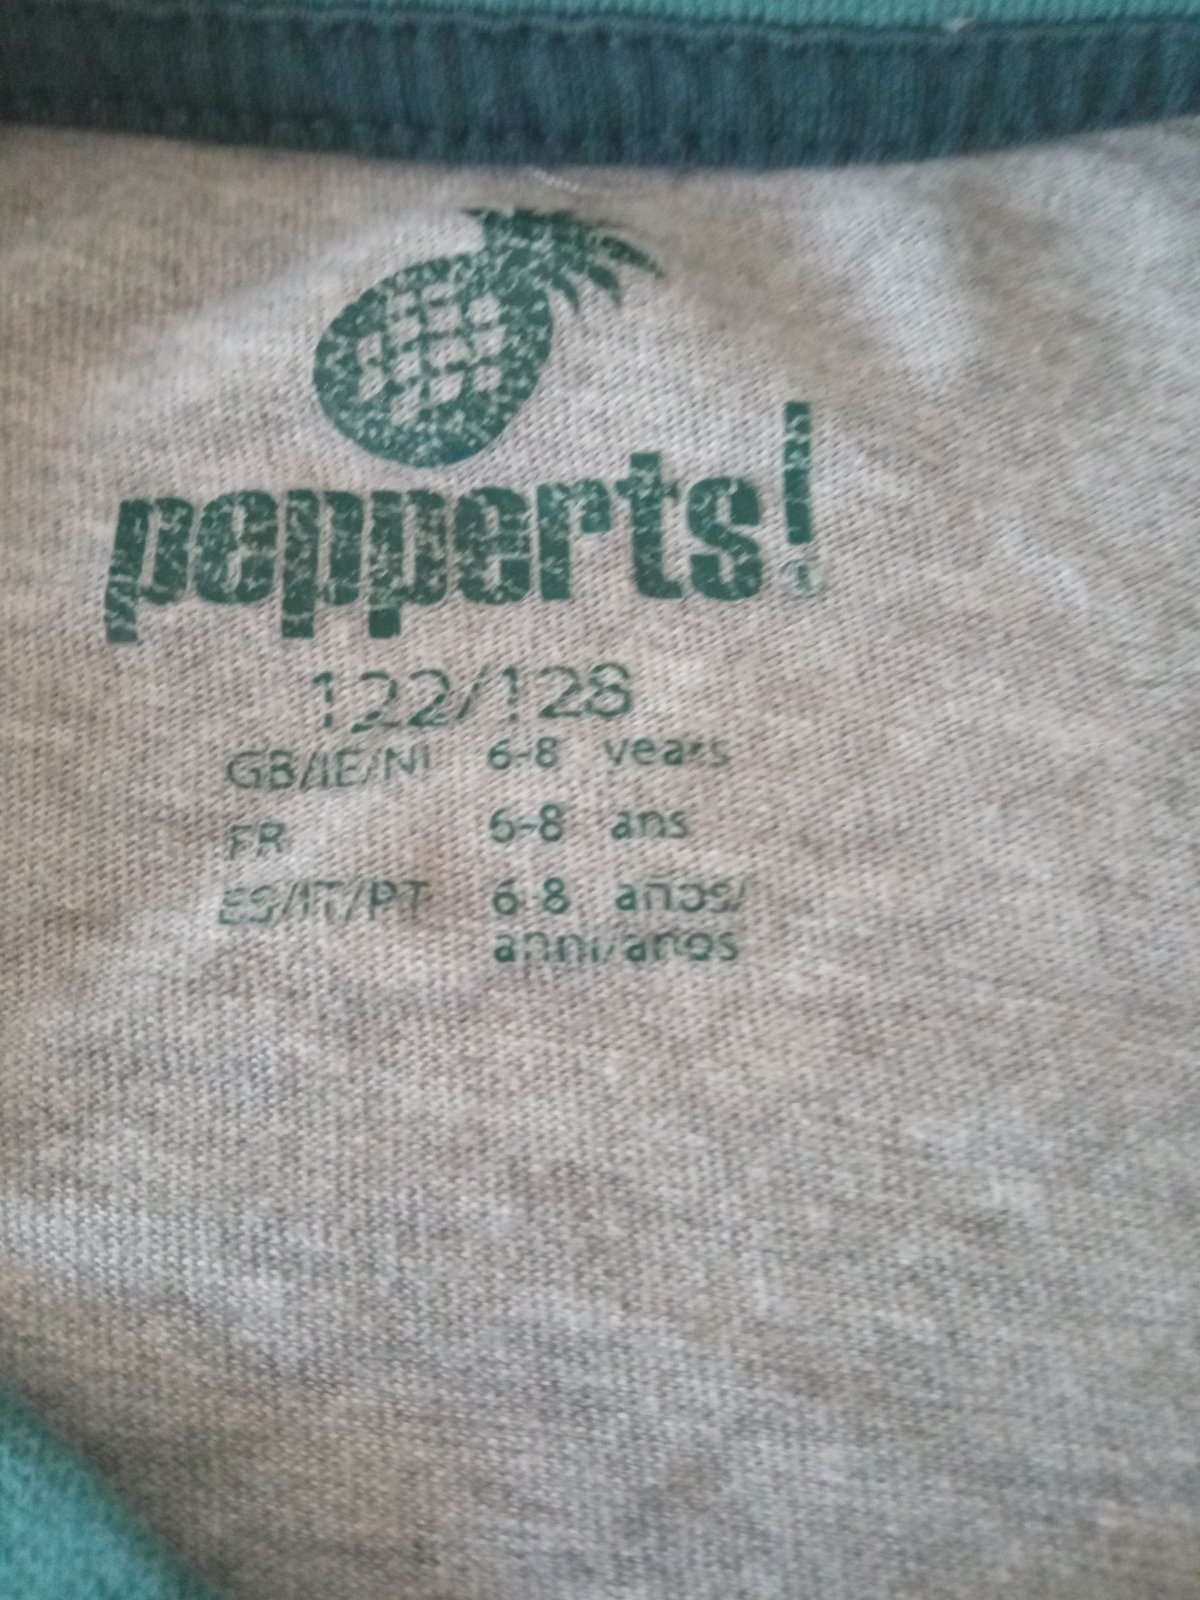 pepperts!
122/128
GB/IE/NI 6-8 years
FR 6-8 ans
ES/IT/PT 6-8 años/
anni/anos